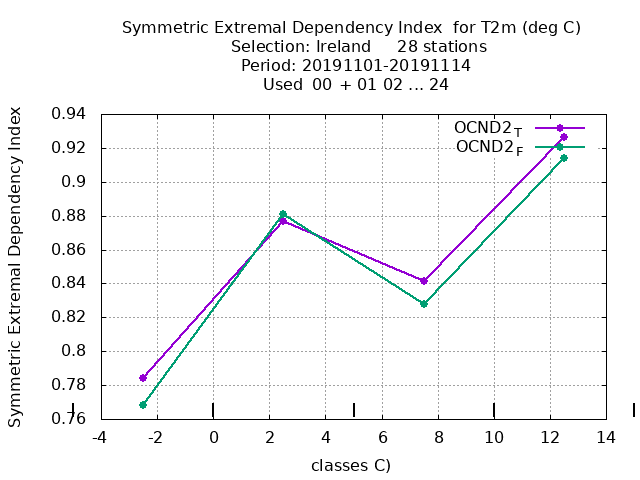 Symmetric Extremal Dependency Index  for T2m (deg C)
Selection: Ireland     28 stations
Period: 20191101-20191114
Used  00  + 01 02 ... 24
OCND2 T
OCND2 F
Symmetric Extremal Dependency Index
0.94
0.92
0.9
0.88
0.86
0.84
0.82
0.8
0.78
0.76
-4 -2 0 2 4 6 8 10 12 14
classes C)